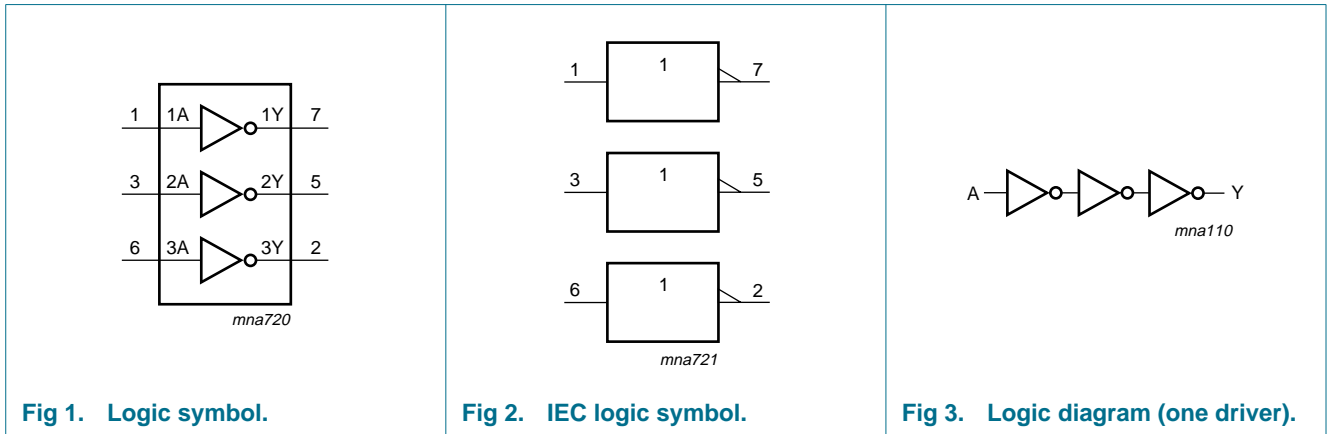 1 1A 1Y 7
3 2A 2Y 5
6 3A 3Y 2
mna720
Fig 1. Logic symbol.
1 1 7
3 1 5
6 1 2
mna721
Fig 2. IEC logic symbol.
A Y
mna110
Fig 3. Logic diagram (one driver).